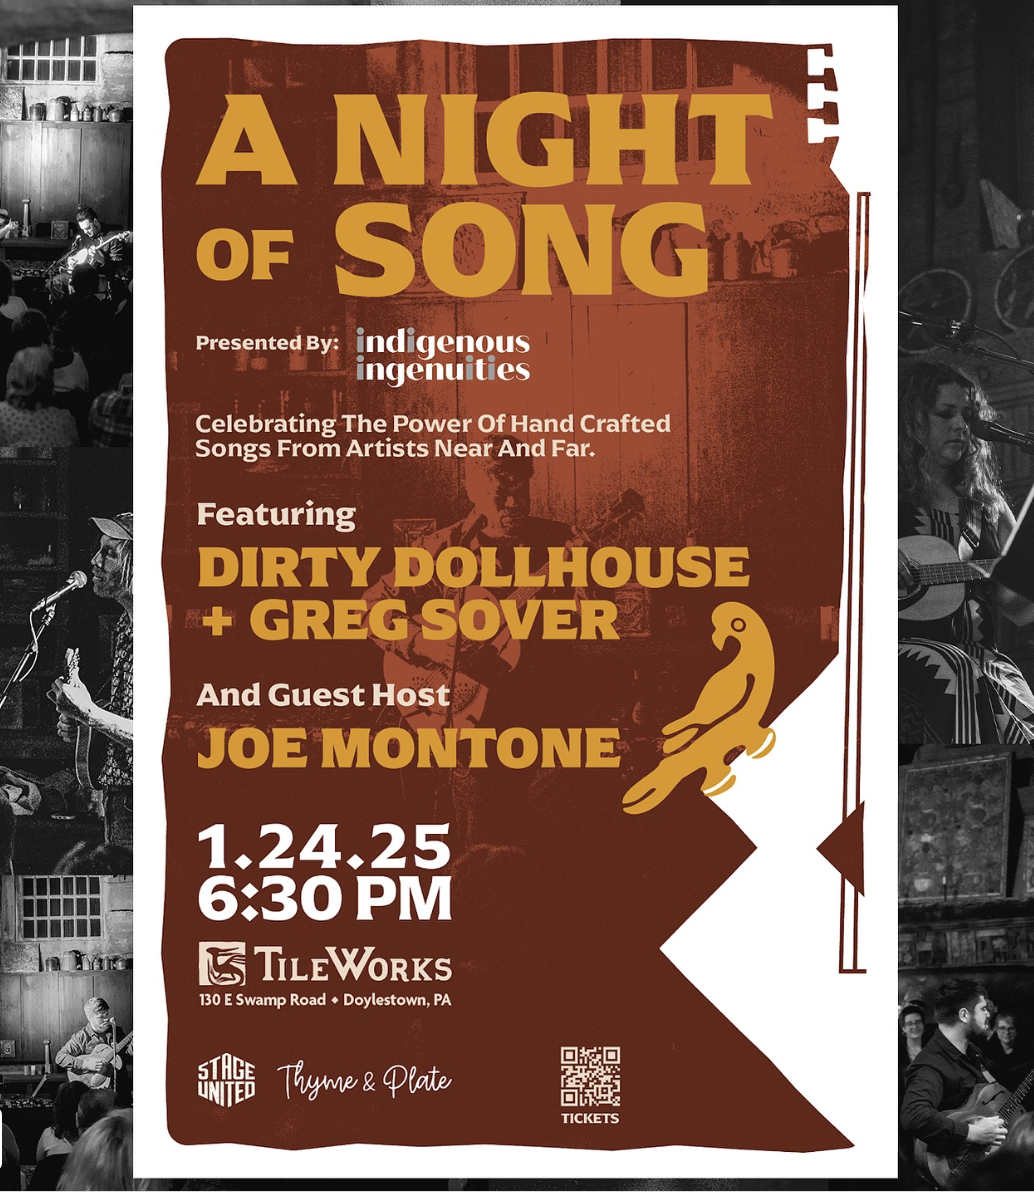 A NIGHT
OF SONG
Presented By: indigenous
ingenuities
Celebrating The Power Of Hand Crafted
Songs From Artists Near And Far.
Featuring
DIRTY DOLLHOUSE
+ GREG SOVER
And Guest Host
JOE MONTONE
1.24.25
6:30 PM
TILEWORKS
130 E Swamp Road • Doylestown, PA
STAGE
UNITED
Thyme & Plate
TICKETS